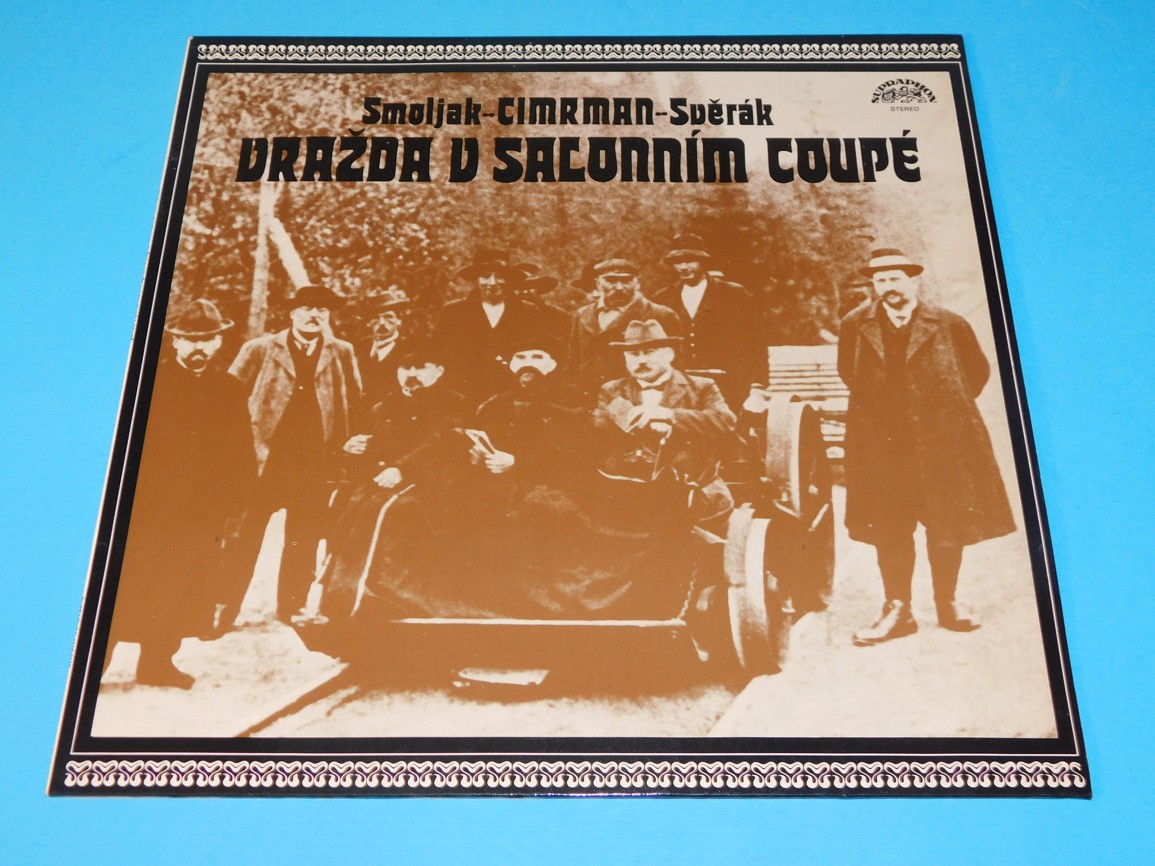 SUPRAPHON
STEREO
Smoljak-CIMRMAN-Svěrák
VRAŽDA V SALONNÍM COUPÉ